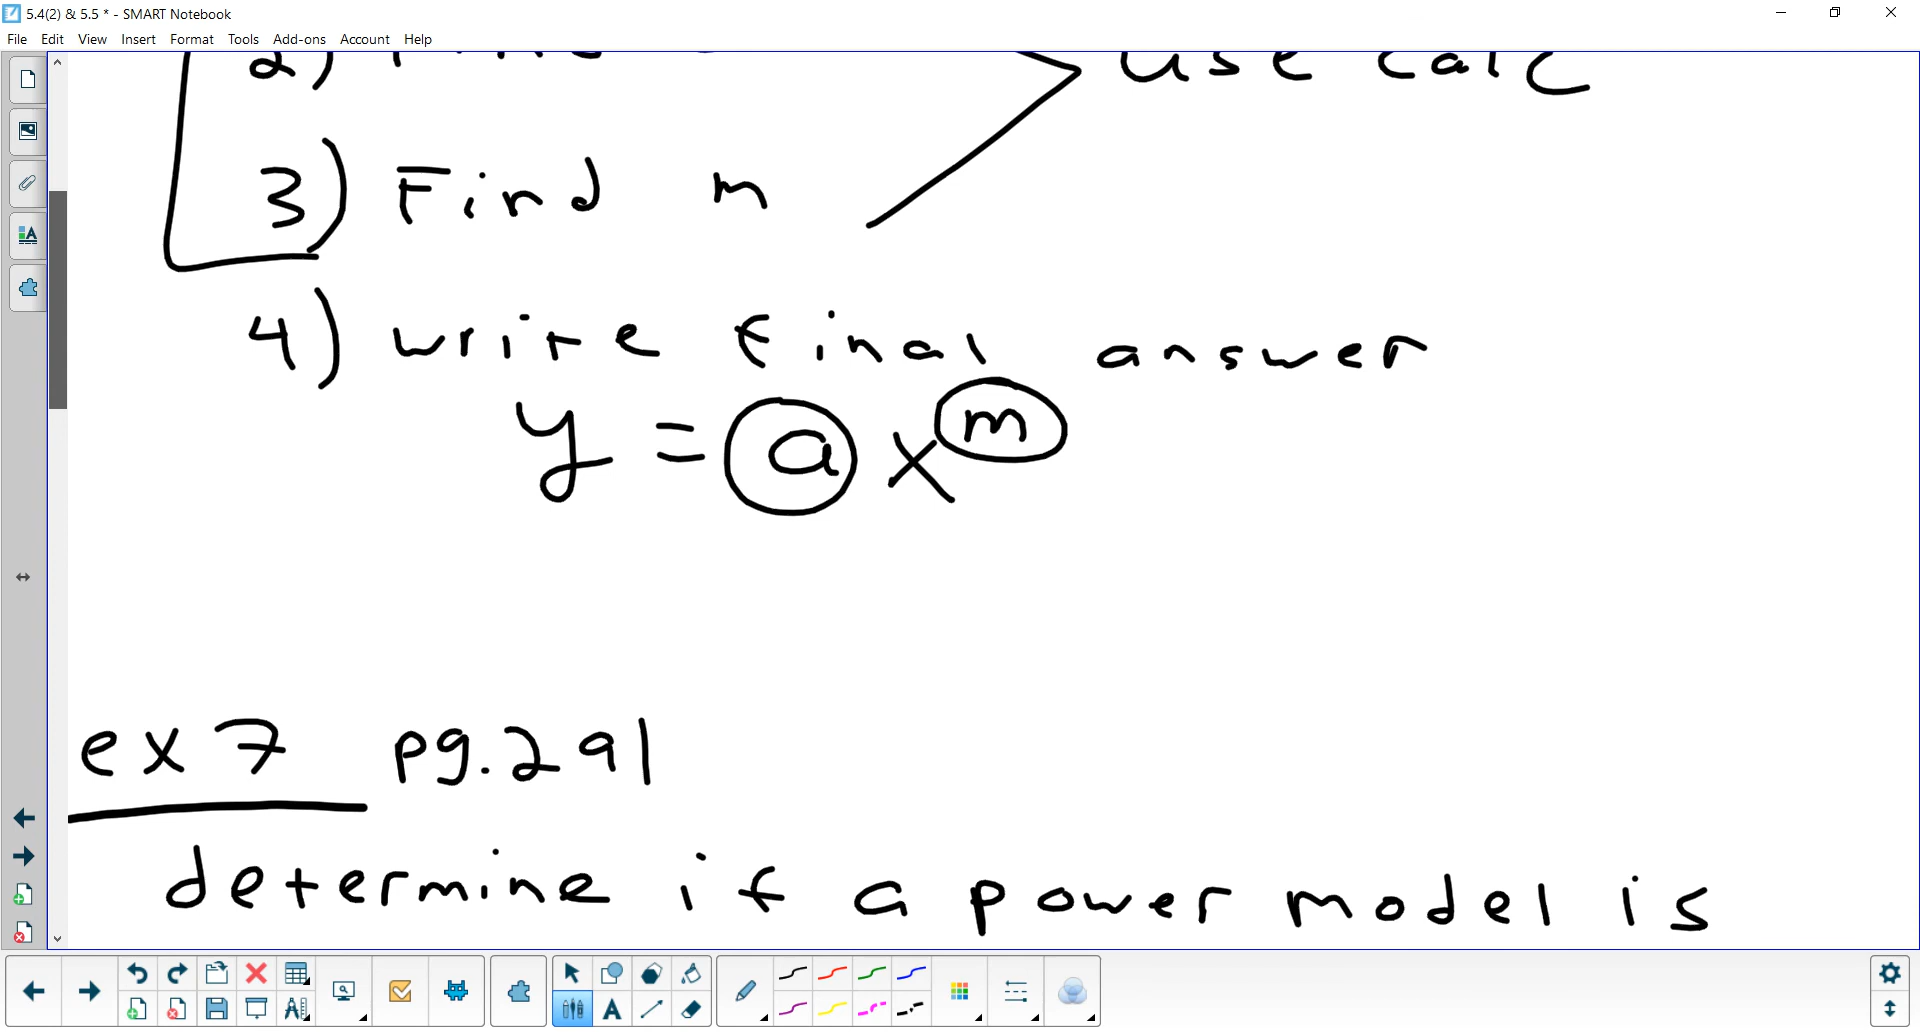 5.4(2) & 5.5 * - SMART Notebook
File Edit View Insert Format Tools Add-ons Account Help
2)
use calc
3) Find m
4) write final answer
y = a x^m
ex 7 pg.291
determine if a power model is